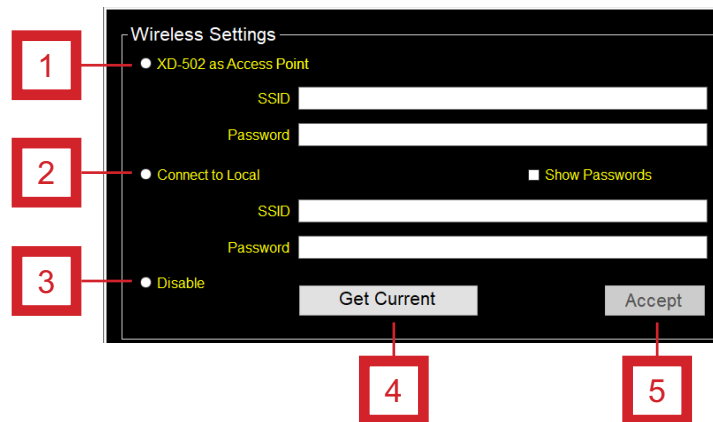 Wireless Settings
1
XD-502 as Access Point
SSID
Password
2
Connect to Local
Show Passwords
SSID
Password
3
Disable
Get Current
Accept
4
5